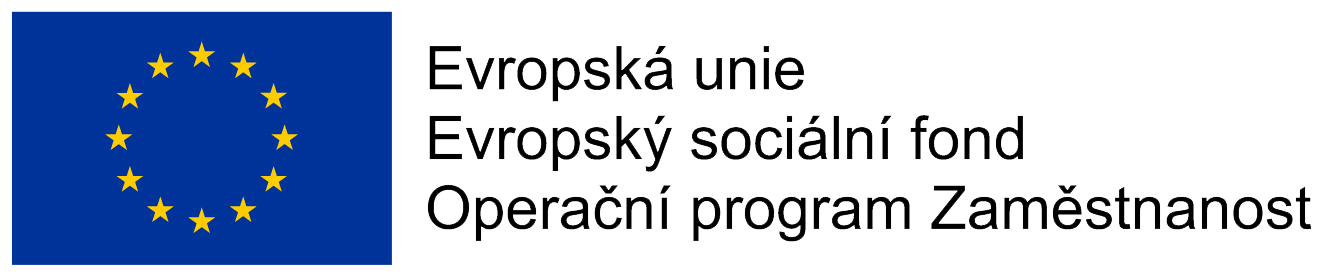 Evropská unie
Evropský sociální fond
Operační program Zaměstnanost